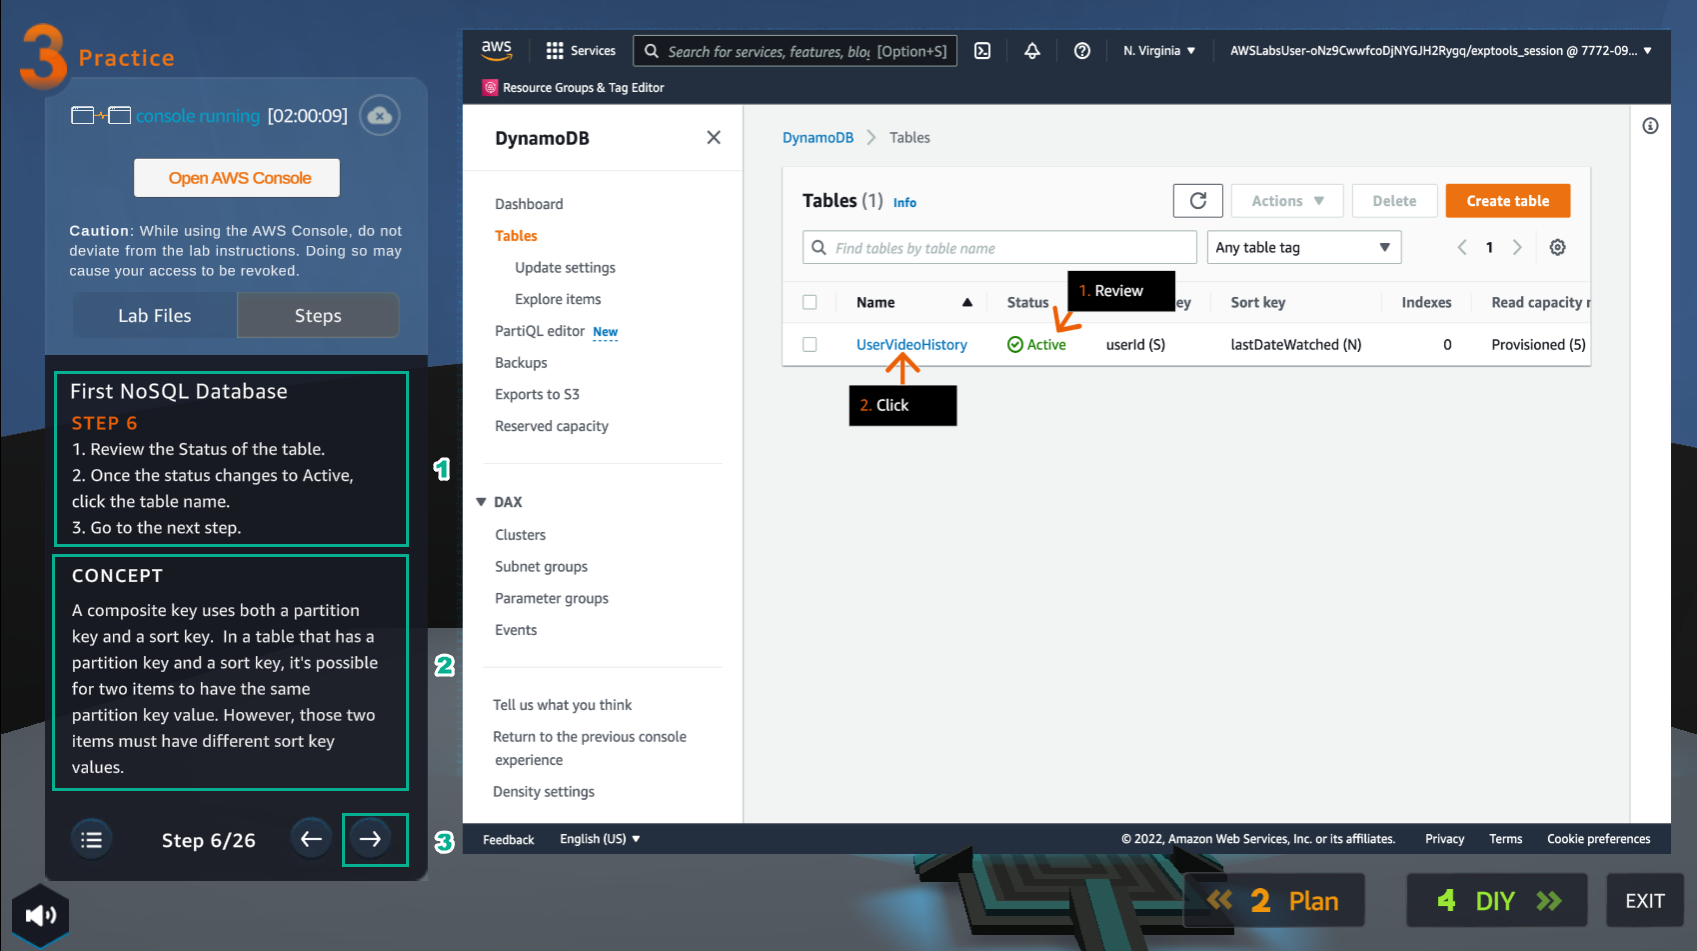 3 Practice
console running [02:00:09]
Open AWS Console
Caution: While using the AWS Console, do not
deviate from the lab instructions. Doing so may
cause your access to be revoked.
Lab Files
Steps
First NoSQL Database
STEP 6
1. Review the Status of the table.
2. Once the status changes to Active,
click the table name.
3. Go to the next step.
1
CONCEPT
A composite key uses both a partition
key and a sort key. In a table that has a
partition key and a sort key, it's possible
for two items to have the same
partition key value. However, those two
items must have different sort key
values.
2
Step 6/26
3
aws
Services
Search for services, features, blog [Option+S]
N. Virginia
AWSLabsUser-oNz9CwwfcoDjNYGJH2Rygq/exptools_session @ 7772-09...
Resource Groups & Tag Editor
DynamoDB
Dashboard
Tables
Update settings
Explore items
PartiQL editor New
Backups
Exports to S3
Reserved capacity
DAX
Clusters
Subnet groups
Parameter groups
Events
Tell us what you think
Return to the previous console
experience
Density settings
DynamoDB > Tables
Tables (1) Info
Actions
Delete
Create table
Find tables by table name
Any table tag
1
Name Status ey Sort key Indexes Read capacity r
1. Review
UserVideoHistory Active userId (S) lastDateWatched (N) 0 Provisioned (5)
2. Click
Feedback English (US)
© 2022, Amazon Web Services, Inc. or its affiliates. Privacy Terms Cookie preferences
2 Plan
4 DIY
EXIT